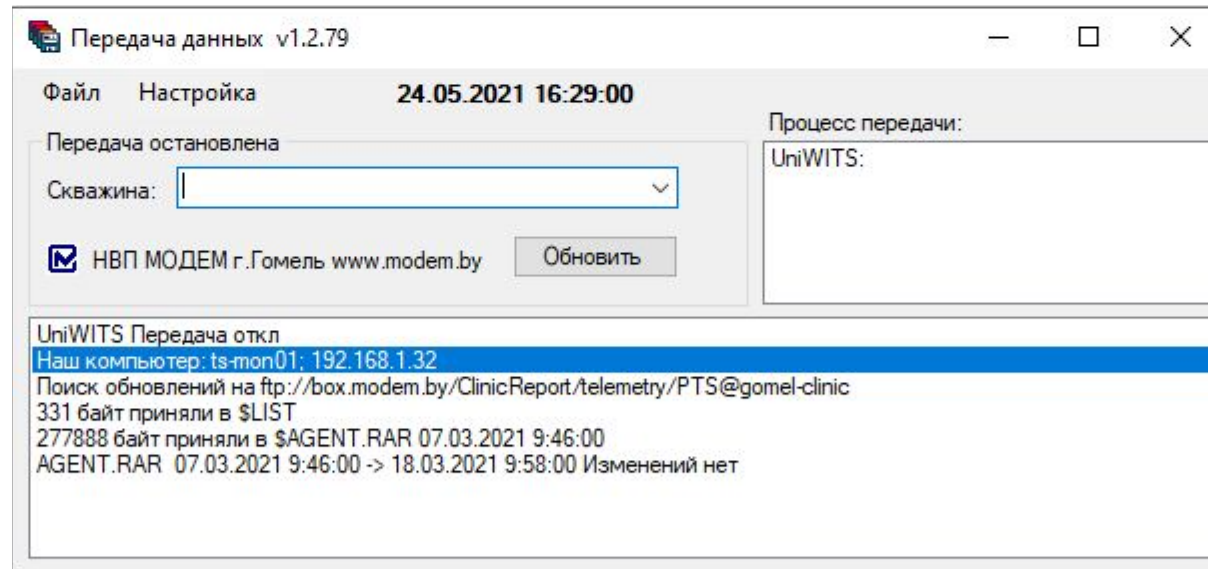 Передача данных v1.2.79
Файл Настройка 24.05.2021 16:29:00
Передача остановлена
Скважина:
НВП МОДЕМ г.Гомель www.modem.by Обновить
Процесс передачи:
UniWITS:
UniWITS Передача откл
Наш компьютер: ts-mon01; 192.168.1.32
Поиск обновлений на ftp://box.modem.by/ClinicReport/telemetry/PTS@gomel-clinic
331 байт приняли в $LIST
277888 байт приняли в $AGENT.RAR 07.03.2021 9:46:00
AGENT.RAR 07.03.2021 9:46:00 -> 18.03.2021 9:58:00 Изменений нет